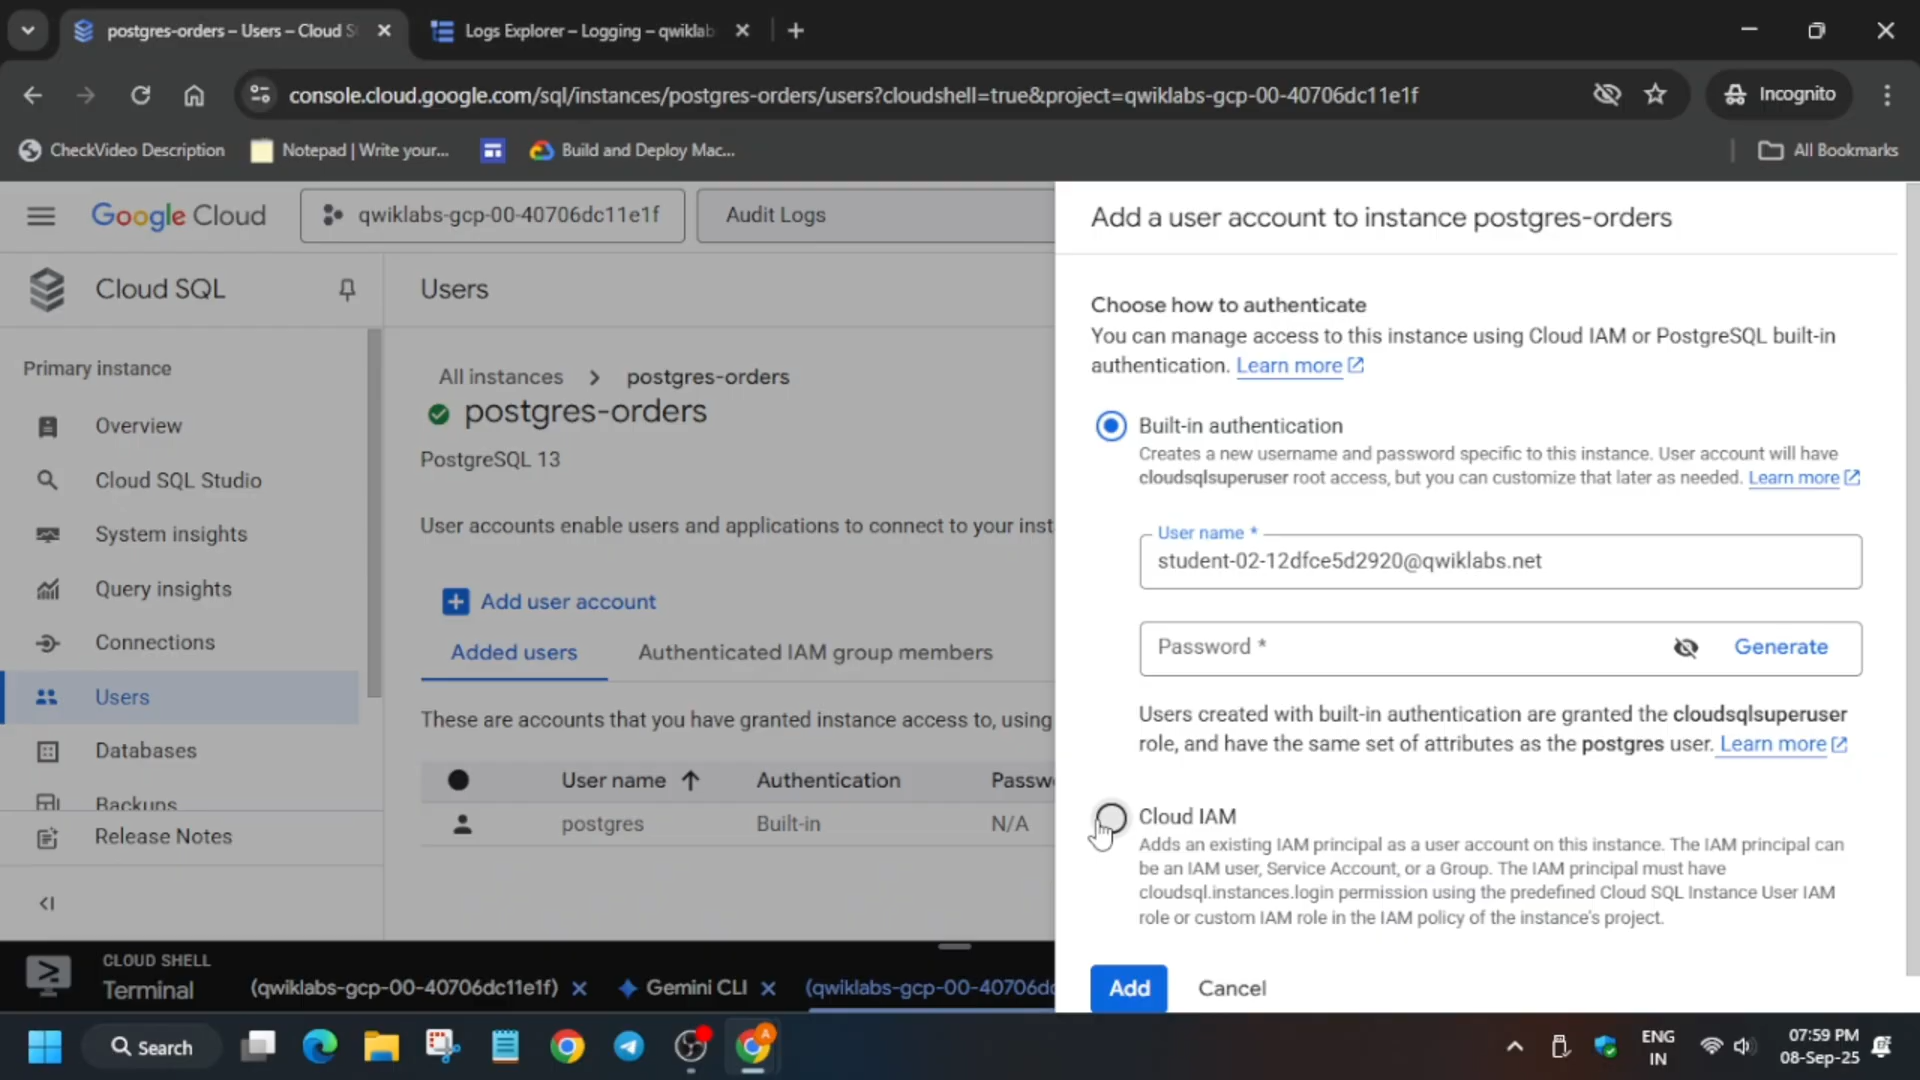 postgres-orders – Users – Cloud S
Logs Explorer – Logging – qwiklab
console.cloud.google.com/sql/instances/postgres-orders/users?cloudshell=true&project=qwiklabs-gcp-00-40706dc11e1f
Incognito
CheckVideo Description
Notepad | Write your...
Build and Deploy Mac...
All Bookmarks
Google Cloud
qwiklabs-gcp-00-40706dc11e1f
Audit Logs
Cloud SQL
Primary instance
Overview
Cloud SQL Studio
System insights
Query insights
Connections
Users
Databases
Backups
Release Notes
Users
All instances > postgres-orders
postgres-orders
PostgreSQL 13
User accounts enable users and applications to connect to your inst
Add user account
Added users
Authenticated IAM group members
These are accounts that you have granted instance access to, using
User name
Authentication
Passw
postgres
Built-in
N/A
Add a user account to instance postgres-orders
Choose how to authenticate
You can manage access to this instance using Cloud IAM or PostgreSQL built-in
authentication. Learn more
Built-in authentication
Creates a new username and password specific to this instance. User account will have
cloudsqlsuperuser root access, but you can customize that later as needed. Learn more
User name *
student-02-12dfce5d2920@qwiklabs.net
Password *
Generate
Users created with built-in authentication are granted the cloudsqlsuperuser
role, and have the same set of attributes as the postgres user. Learn more
Cloud IAM
Adds an existing IAM principal as a user account on this instance. The IAM principal can
be an IAM user, Service Account, or a Group. The IAM principal must have
cloudsql.instances.login permission using the predefined Cloud SQL Instance User IAM
role or custom IAM role in the IAM policy of the instance's project.
Add
Cancel
CLOUD SHELL
Terminal
(qwiklabs-gcp-00-40706dc11e1f)
Gemini CLI
(qwiklabs-gcp-00-40706dc
Search
A
ENG
IN
07:59 PM
08-Sep-25